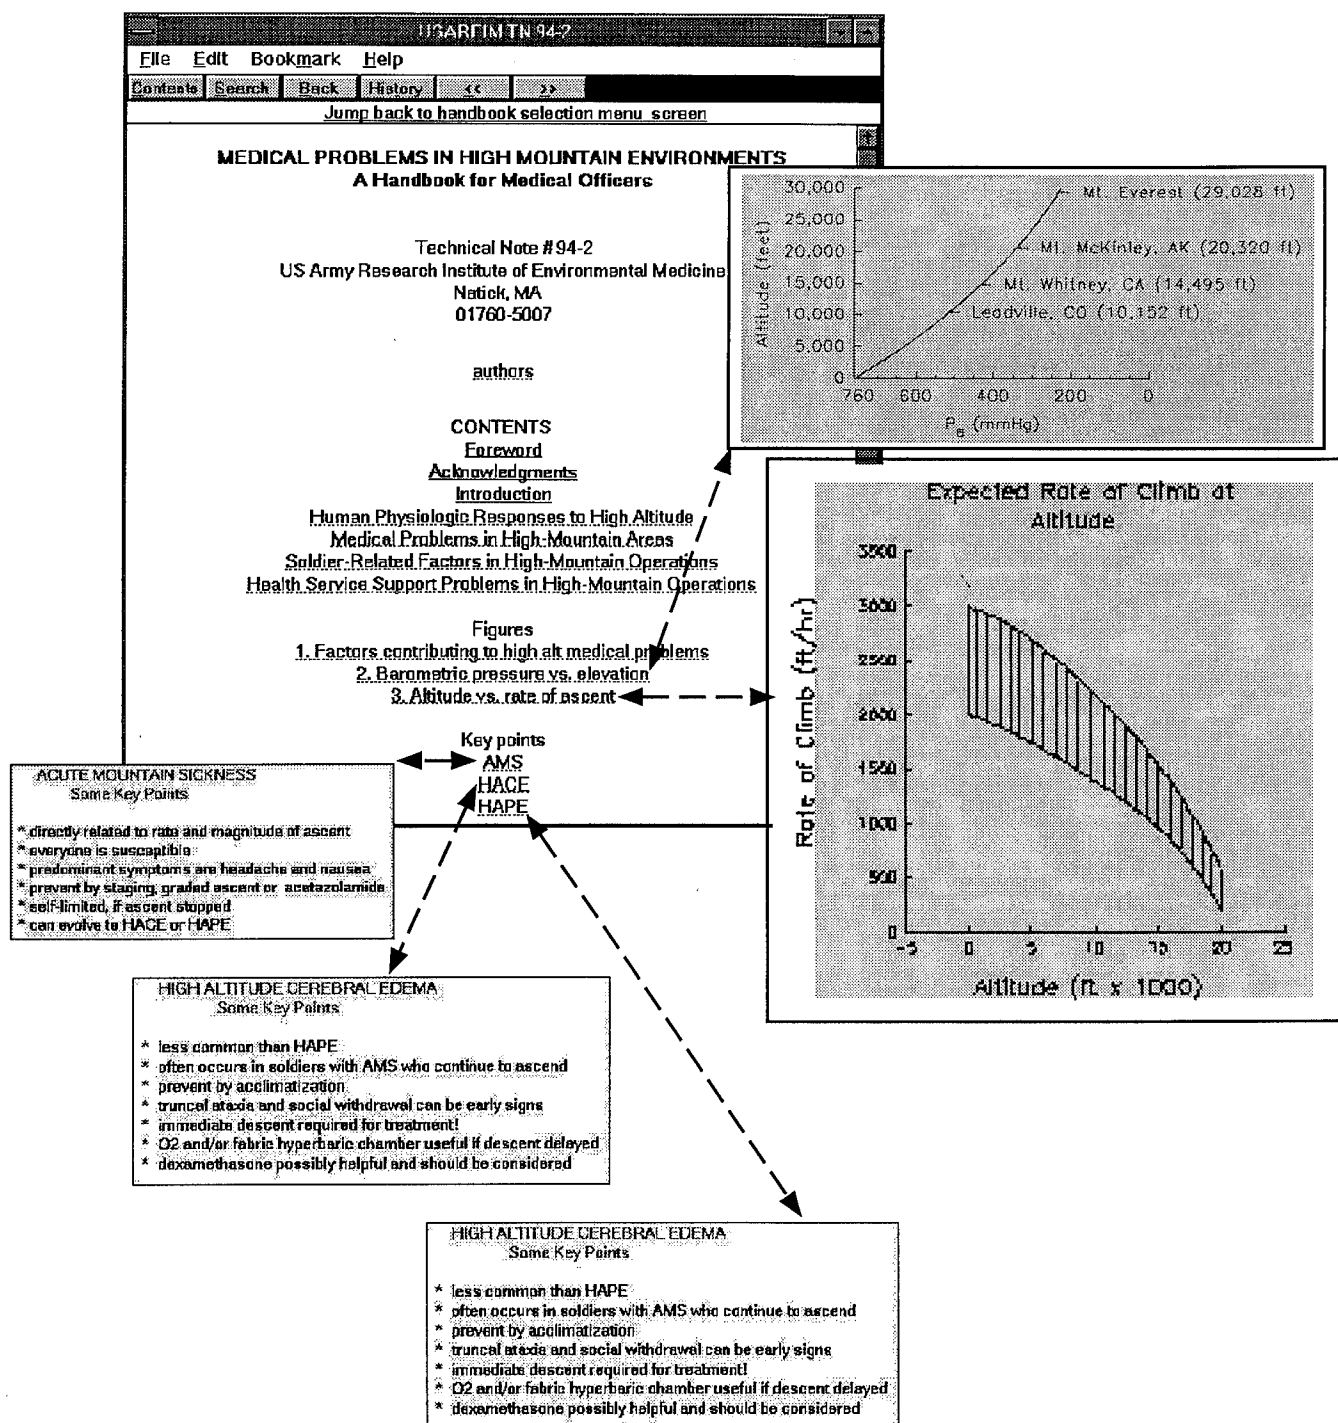 USARIEM TN 94-2
File Edit Bookmark Help
Contents Search Back History << >>
Jump back to handbook selection menu screen
MEDICAL PROBLEMS IN HIGH MOUNTAIN ENVIRONMENTS
A Handbook for Medical Officers
Technical Note #94-2
US Army Research Institute of Environmental Medicine
Natick, MA
01760-5007
authors
CONTENTS
Foreword
Acknowledgments
Introduction
Human Physiologic Responses to High Altitude
Medical Problems in High-Mountain Areas
Soldier-Related Factors in High-Mountain Operations
Health Service Support Problems in High-Mountain Operations
Figures
1. Factors contributing to high alt medical problems
2. Barometric pressure vs. elevation
3. Altitude vs. rate of ascent
Key points
AMS
HACE
HAPE
Altitude (feet)
30,000
25,000
20,000
15,000
10,000
5,000
0
Mt. Everest (29,028 ft)
Mt. McKinley, AK (20,320 ft)
Mt. Whitney, CA (14,495 ft)
Leadville, CO (10,152 ft)
760 600 400 200 0
PB (mmHg)
Expected Rate of Climb at
Altitude
Rate of Climb (ft/hr)
3500
3000
2500
2000
1500
1000
500
0
-5 0 5 10 15 20 25
Altitude (ft x 1000)
ACUTE MOUNTAIN SICKNESS
Some Key Points
* directly related to rate and magnitude of ascent
* everyone is susceptible
* predominant symptoms are headache and nausea
* prevent by staging, graded ascent or acetazolamide
* self-limited, if ascent stopped
* can evolve to HACE or HAPE
HIGH ALTITUDE CEREBRAL EDEMA
Some Key Points
* less common than HAPE
* often occurs in soldiers with AMS who continue to ascend
* prevent by acclimatization
* truncal ataxia and social withdrawal can be early signs
* immediate descent required for treatment!
* O2 and/or fabric hyperbaric chamber useful if descent delayed
* dexamethasone possibly helpful and should be considered
HIGH ALTITUDE CEREBRAL EDEMA
Some Key Points
* less common than HAPE
* often occurs in soldiers with AMS who continue to ascend
* prevent by acclimatization
* truncal ataxia and social withdrawal can be early signs
* immediate descent required for treatment!
* O2 and/or fabric hyperbaric chamber useful if descent delayed
* dexamethasone possibly helpful and should be considered